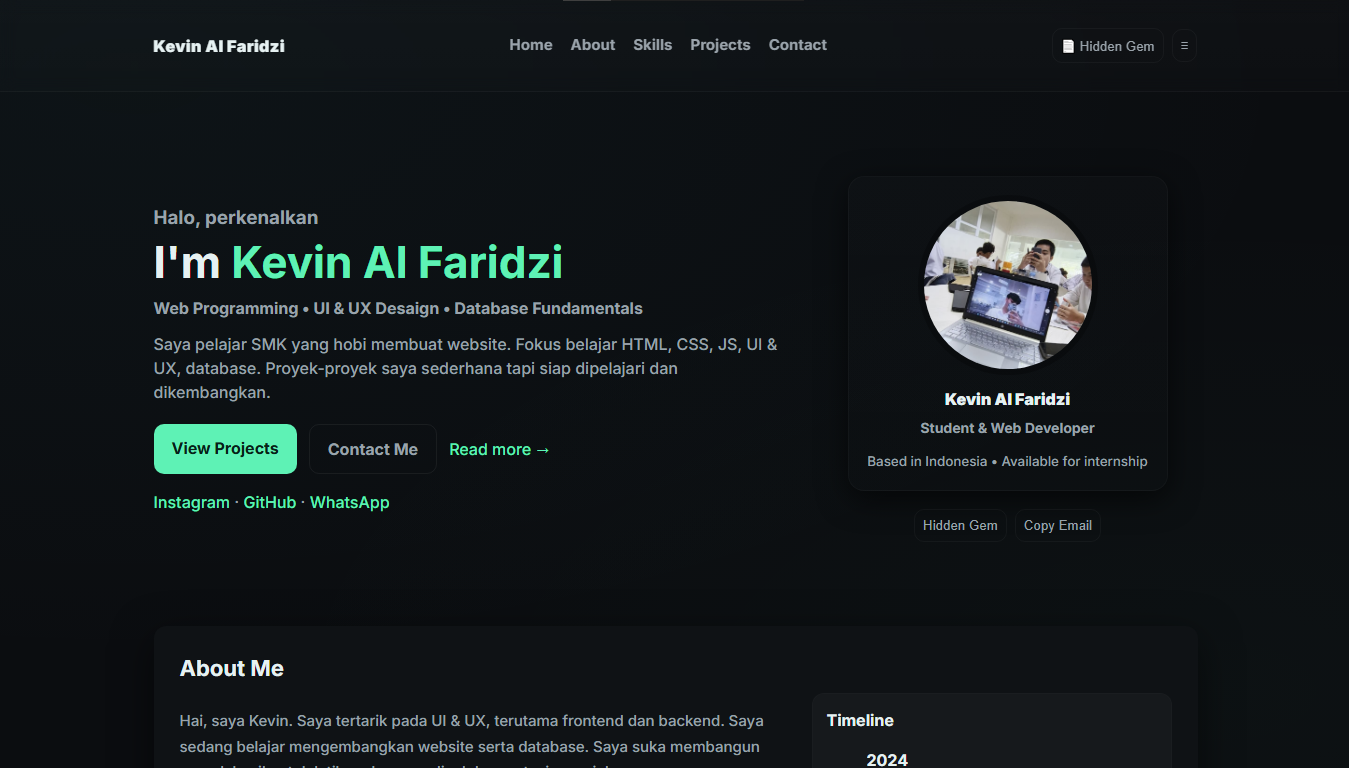 Kevin Al Faridzi
Home About Skills Projects Contact
Hidden Gem
Halo, perkenalkan
I'm Kevin Al Faridzi
Web Programming • UI & UX Desaign • Database Fundamentals
Saya pelajar SMK yang hobi membuat website. Fokus belajar HTML, CSS, JS, UI &
UX, database. Proyek-proyek saya sederhana tapi siap dipelajari dan
dikembangkan.
View Projects Contact Me Read more →
Instagram · GitHub · WhatsApp
Kevin Al Faridzi
Student & Web Developer
Based in Indonesia • Available for internship
Hidden Gem Copy Email
About Me
Hai, saya Kevin. Saya tertarik pada UI & UX, terutama frontend dan backend. Saya
sedang belajar mengembangkan website serta database. Saya suka membangun
Timeline
2024